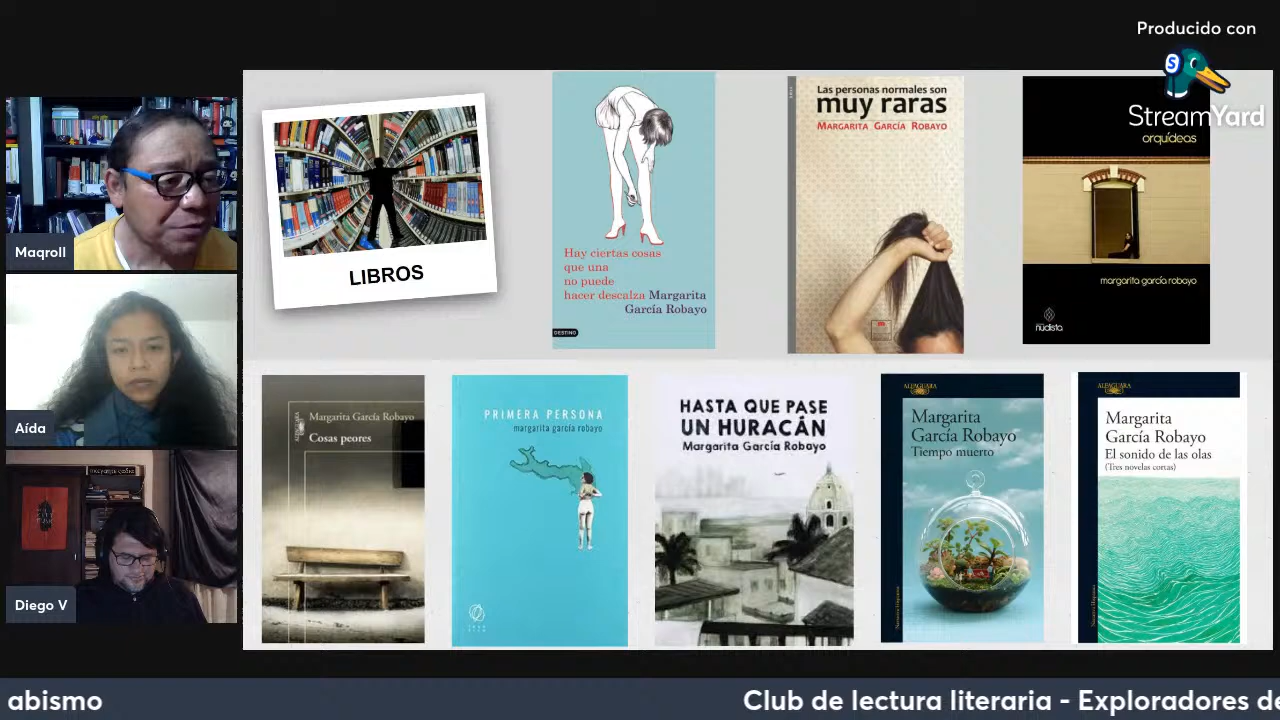 Producido con
StreamYard
Maqroll
Aída
Diego V
LIBROS
Hay ciertas cosas
que una
no puede
hacer descalza Margarita
García Robayo
DESTINO
Las personas normales son
muy raras
MARGARITA GARCÍA ROBAYO
orquídeas
margarita garcía robayo
nudista
ALFAGUARA
Margarita García Robayo
Cosas peores
PRIMERA PERSONA
margarita garcía robayo
HASTA QUE PASE
UN HURACÁN
Margarita García Robayo
ALFAGUARA
Margarita
García Robayo
Tiempo muerto
ALFAGUARA
Margarita
García Robayo
El sonido de las olas
(Tres novelas cortas)
abismo
Club de lectura literaria - Exploradores de